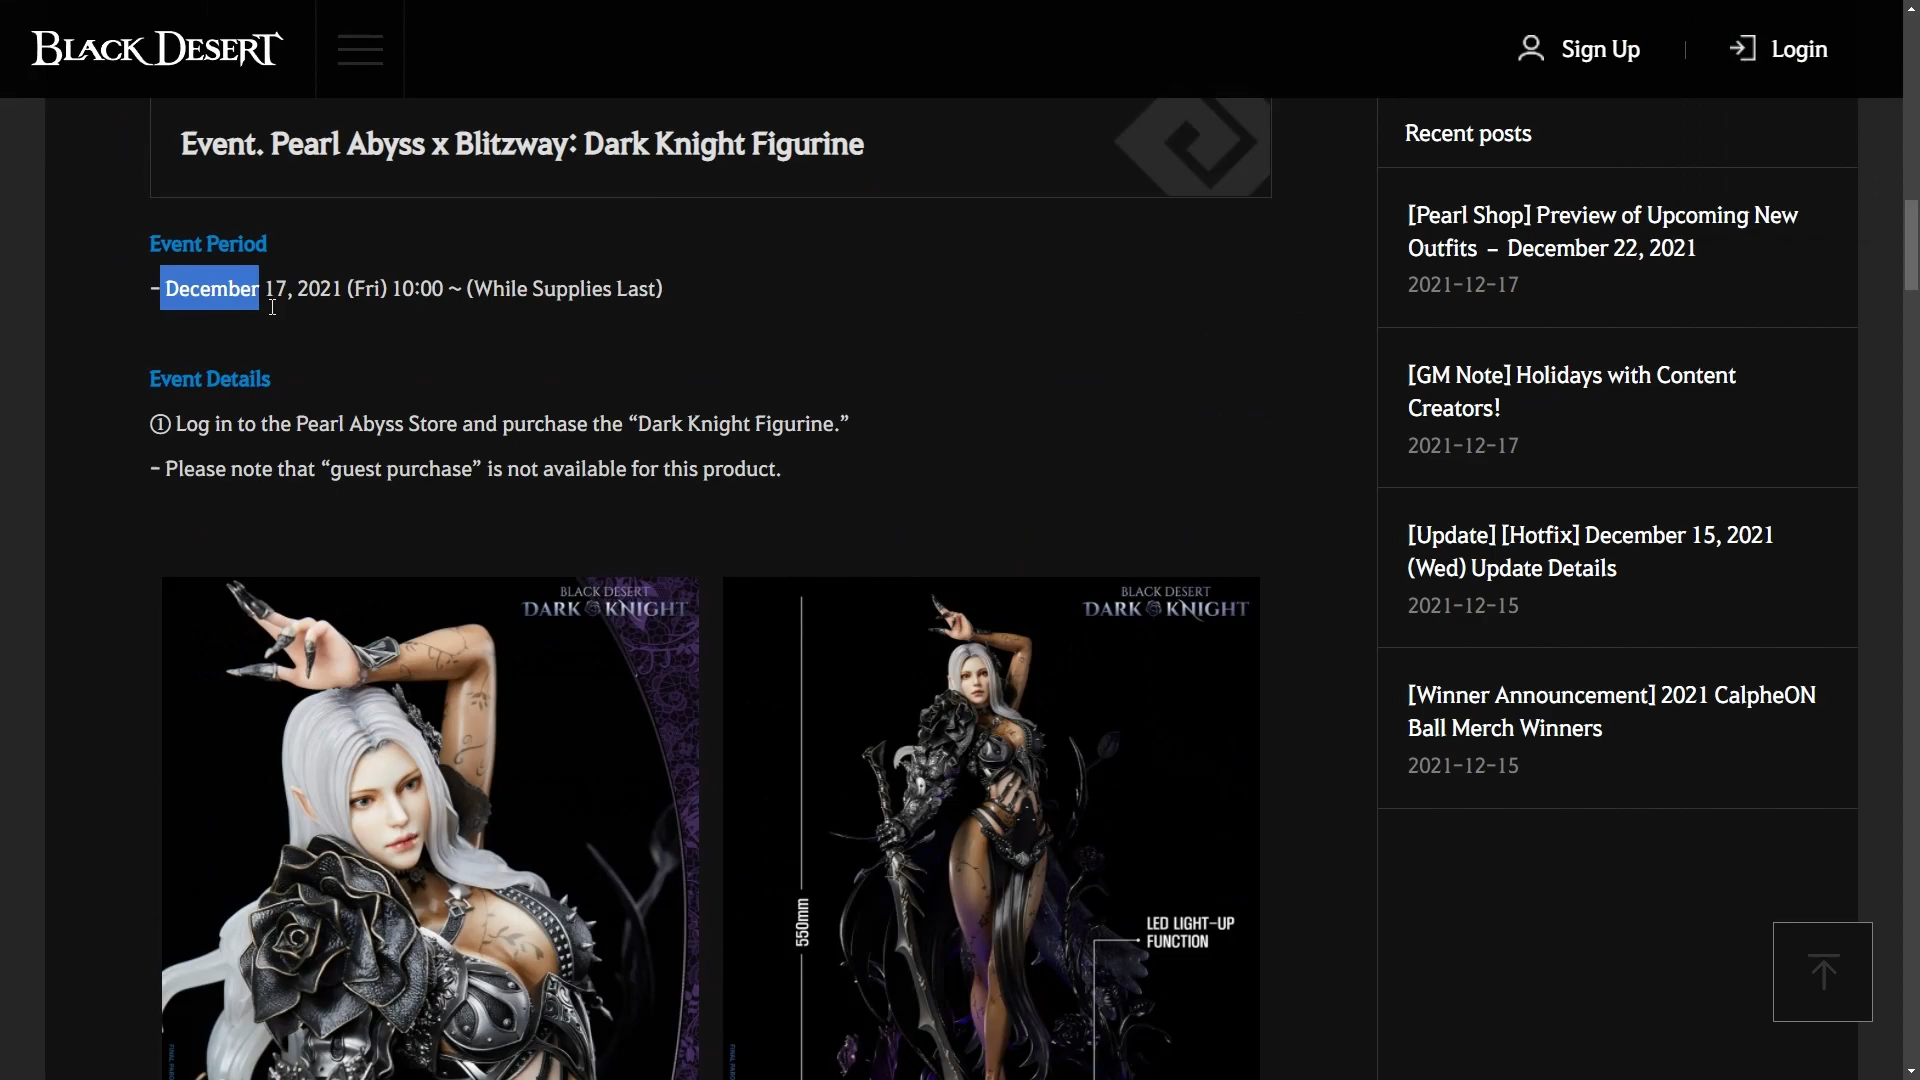 BLACK DESERT
Sign Up
Login
Event. Pearl Abyss x Blitzway: Dark Knight Figurine
Event Period
– December 17, 2021 (Fri) 10:00 ~ (While Supplies Last)
Event Details
① Log in to the Pearl Abyss Store and purchase the “Dark Knight Figurine.”
– Please note that “guest purchase” is not available for this product.
BLACK DESERT
DARK KNIGHT
BLACK DESERT
DARK KNIGHT
550mm
LED LIGHT-UP
FUNCTION
Recent posts
[Pearl Shop] Preview of Upcoming New
Outfits – December 22, 2021
2021-12-17
[GM Note] Holidays with Content
Creators!
2021-12-17
[Update] [Hotfix] December 15, 2021
(Wed) Update Details
2021-12-15
[Winner Announcement] 2021 CalpheON
Ball Merch Winners
2021-12-15